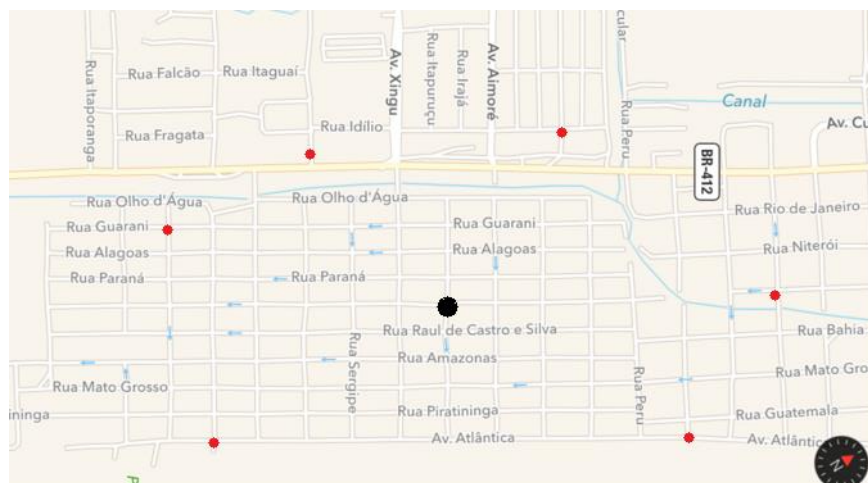 cular
Rua Itaporanga
Rua Falcão
Rua Itaguaí
Av. Xingu
Rua Itapuruçu
Rua Irajá
Av. Aimoré
Canal
Rua Fragata
Rua Idílio
Rua Peru
Av. Cu
BR-412
Rua Olho d'Água
Rua Olho d'Água
Rua Rio de Janeiro
Rua Guarani
Rua Guarani
Rua Niterói
Rua Alagoas
Rua Alagoas
Rua Paraná
Rua Paraná
Rua Raul de Castro e Silva
Rua Bahia
Rua Sergipe
Rua Amazonas
Rua Peru
Rua Mato Gro
Rua Mato Grosso
ininga
Rua Piratininga
Rua Guatemala
Av. Atlântica
Av. Atlântic
N